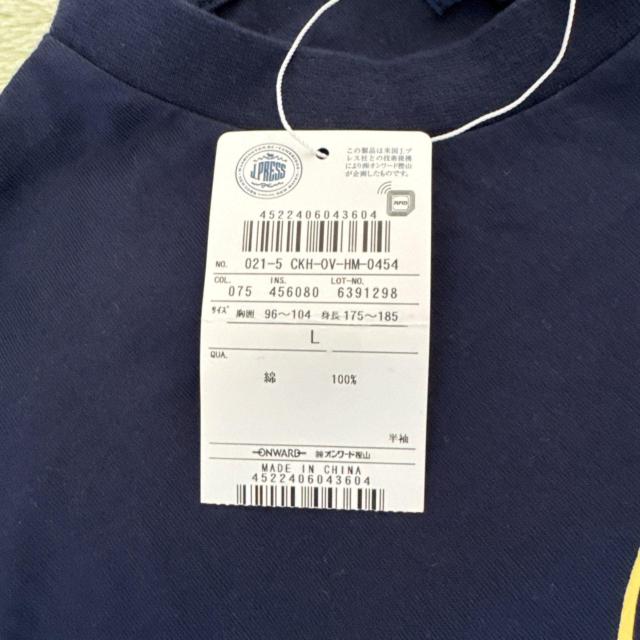 J.PRESS
この製品は米国J.プ
レス社との技術提携
により㈱オンワード樫山
が企画したものです。
RFID
4522406043604
NO. 021-5 CKH-OV-HM-0454
COL. INS. LOT-NO.
075 456080 6391298
サイズ 胸囲 96〜104 身長 175〜185
L
QUA.
綿 100%
半袖
ONWARD ㈱オンワード樫山
MADE IN CHINA
4522406043604